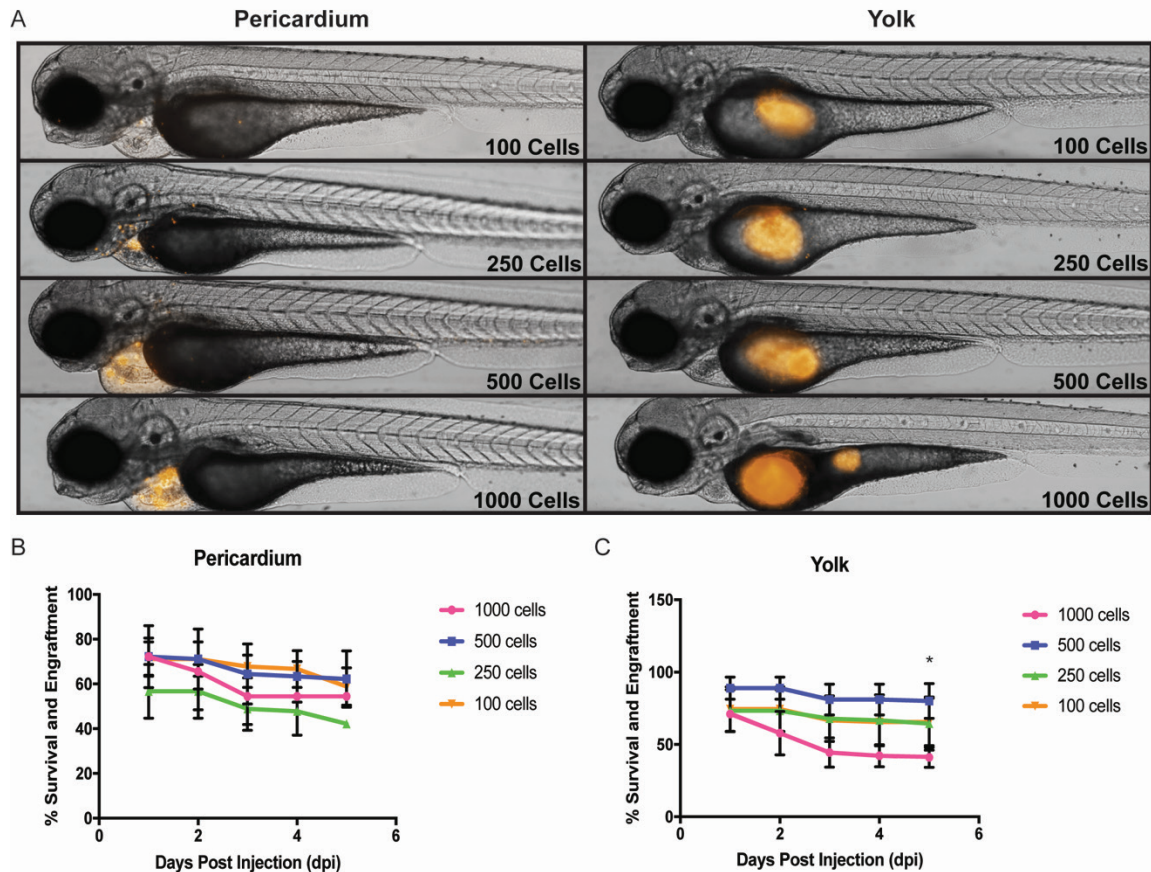 A
Pericardium
Yolk
100 Cells
100 Cells
250 Cells
250 Cells
500 Cells
500 Cells
1000 Cells
1000 Cells
B
Pericardium
% Survival and Engraftment
100
80
60
40
20
0
0
2
4
6
Days Post Injection (dpi)
1000 cells
500 cells
250 cells
100 cells
C
Yolk
% Survival and Engraftment
150
100
50
0
0
2
4
6
Days Post Injection (dpi)
*
1000 cells
500 cells
250 cells
100 cells